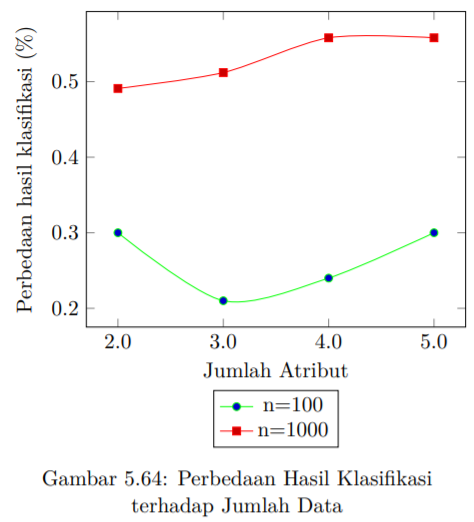 Perbedaan hasil klasifikasi (%)
0.5
0.4
0.3
0.2
2.0 3.0 4.0 5.0
Jumlah Atribut
n=100
n=1000
Gambar 5.64: Perbedaan Hasil Klasifikasi
terhadap Jumlah Data